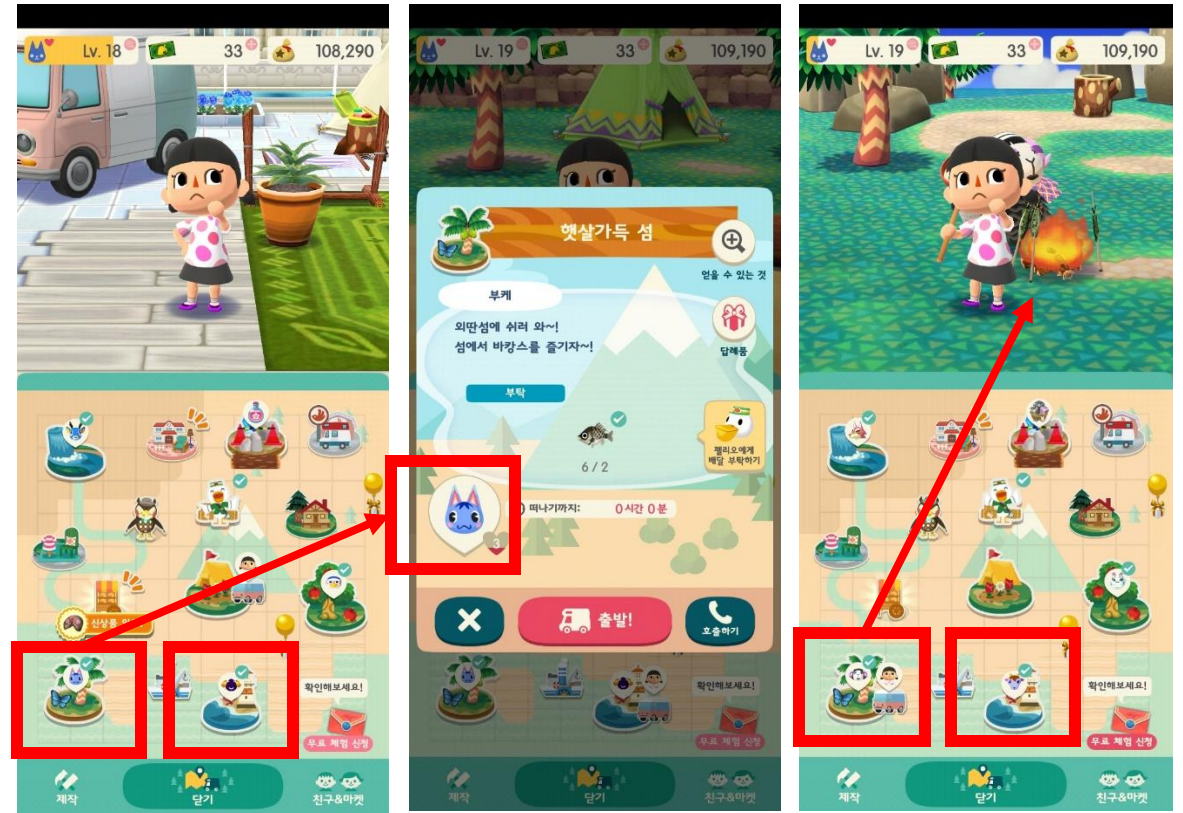 Lv. 18
33
108,290
신상품 입
확인해보세요!
무료 체험 신청
제작
닫기
친구&마켓
Lv. 19
33
109,190
햇살가득 섬
얻을 수 있는 것
부케
외딴섬에 쉬러 와~!
섬에서 바캉스를 즐기자~!
답례품
부탁
6 / 2
펠리오에게
배달 부탁하기
떠나기까지: 0시간 0분
3
출발!
호출하기
확인해보세요!
무료 체험 신청
제작
닫기
친구&마켓
Lv. 19
33
109,190
확인해보세요!
무료 체험 신청
제작
닫기
친구&마켓